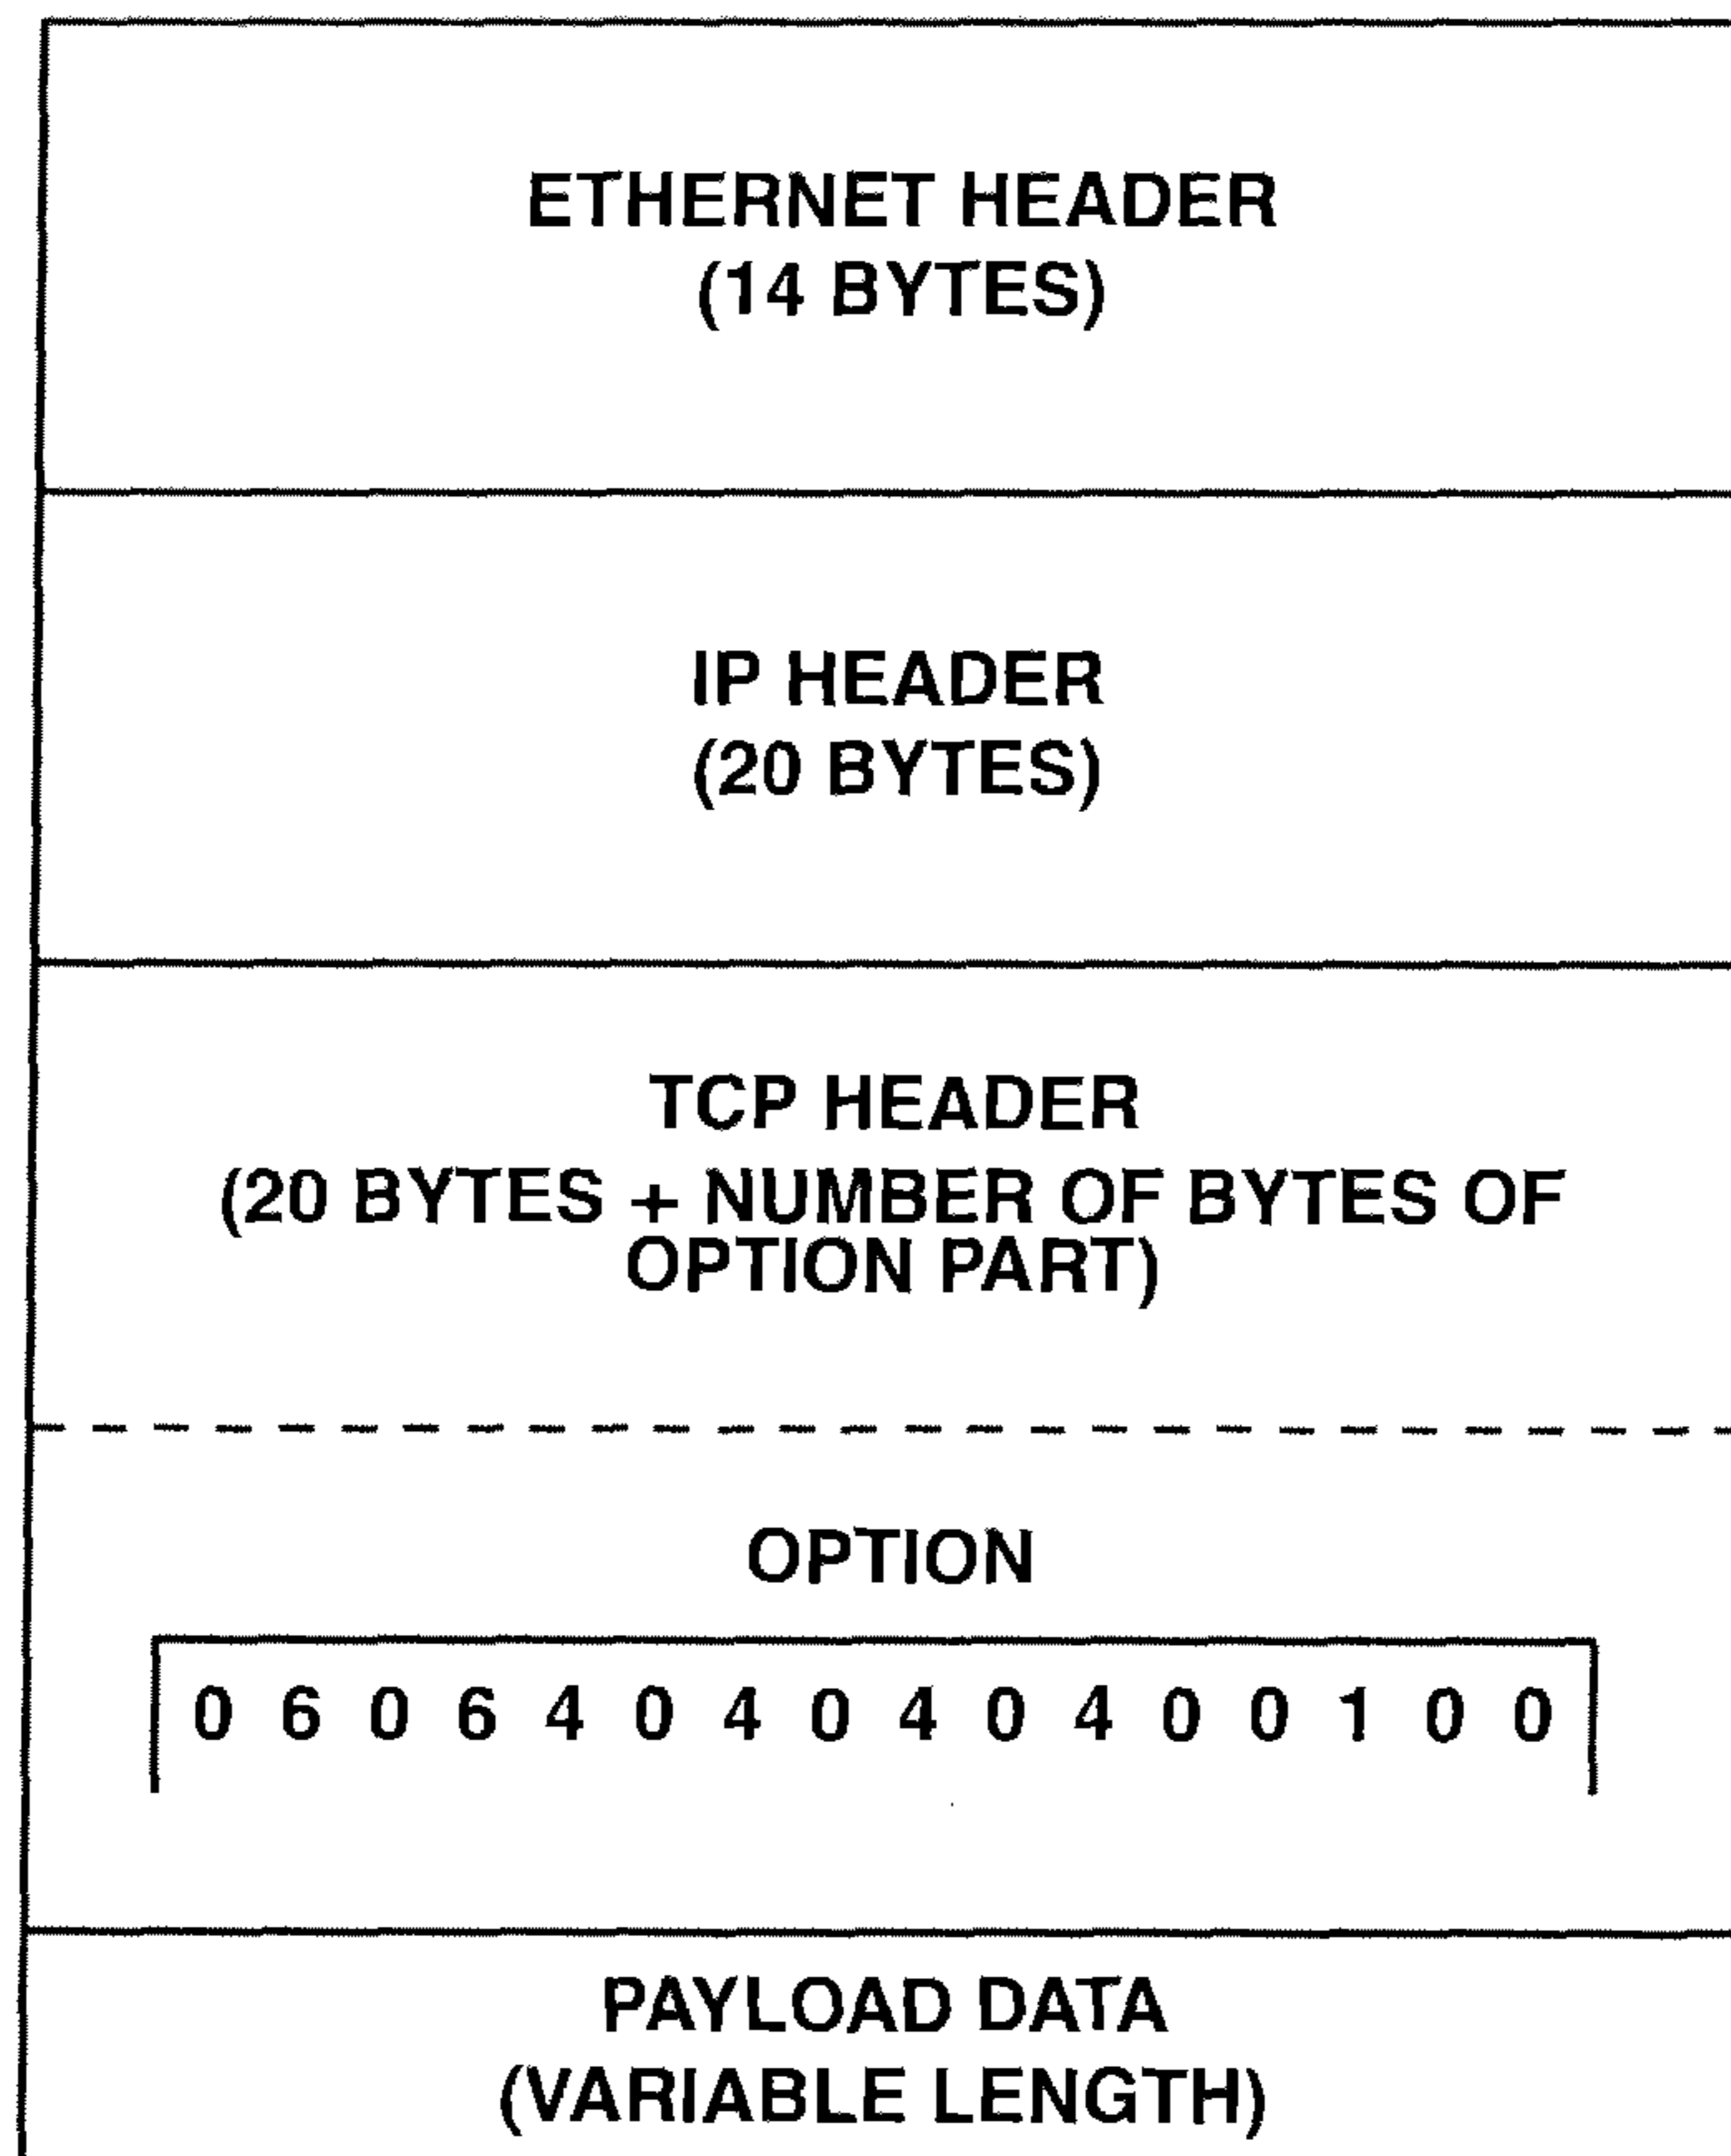 ETHERNET HEADER
(14 BYTES)
IP HEADER
(20 BYTES)
TCP HEADER
(20 BYTES + NUMBER OF BYTES OF
OPTION PART)
OPTION
0 6 0 6 4 0 4 0 4 0 4 0 0 1 0 0
PAYLOAD DATA
(VARIABLE LENGTH)